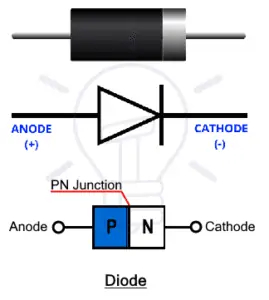 ANODE
(+)
CATHODE
(-)
PN Junction
Anode
P
N
Cathode
Diode